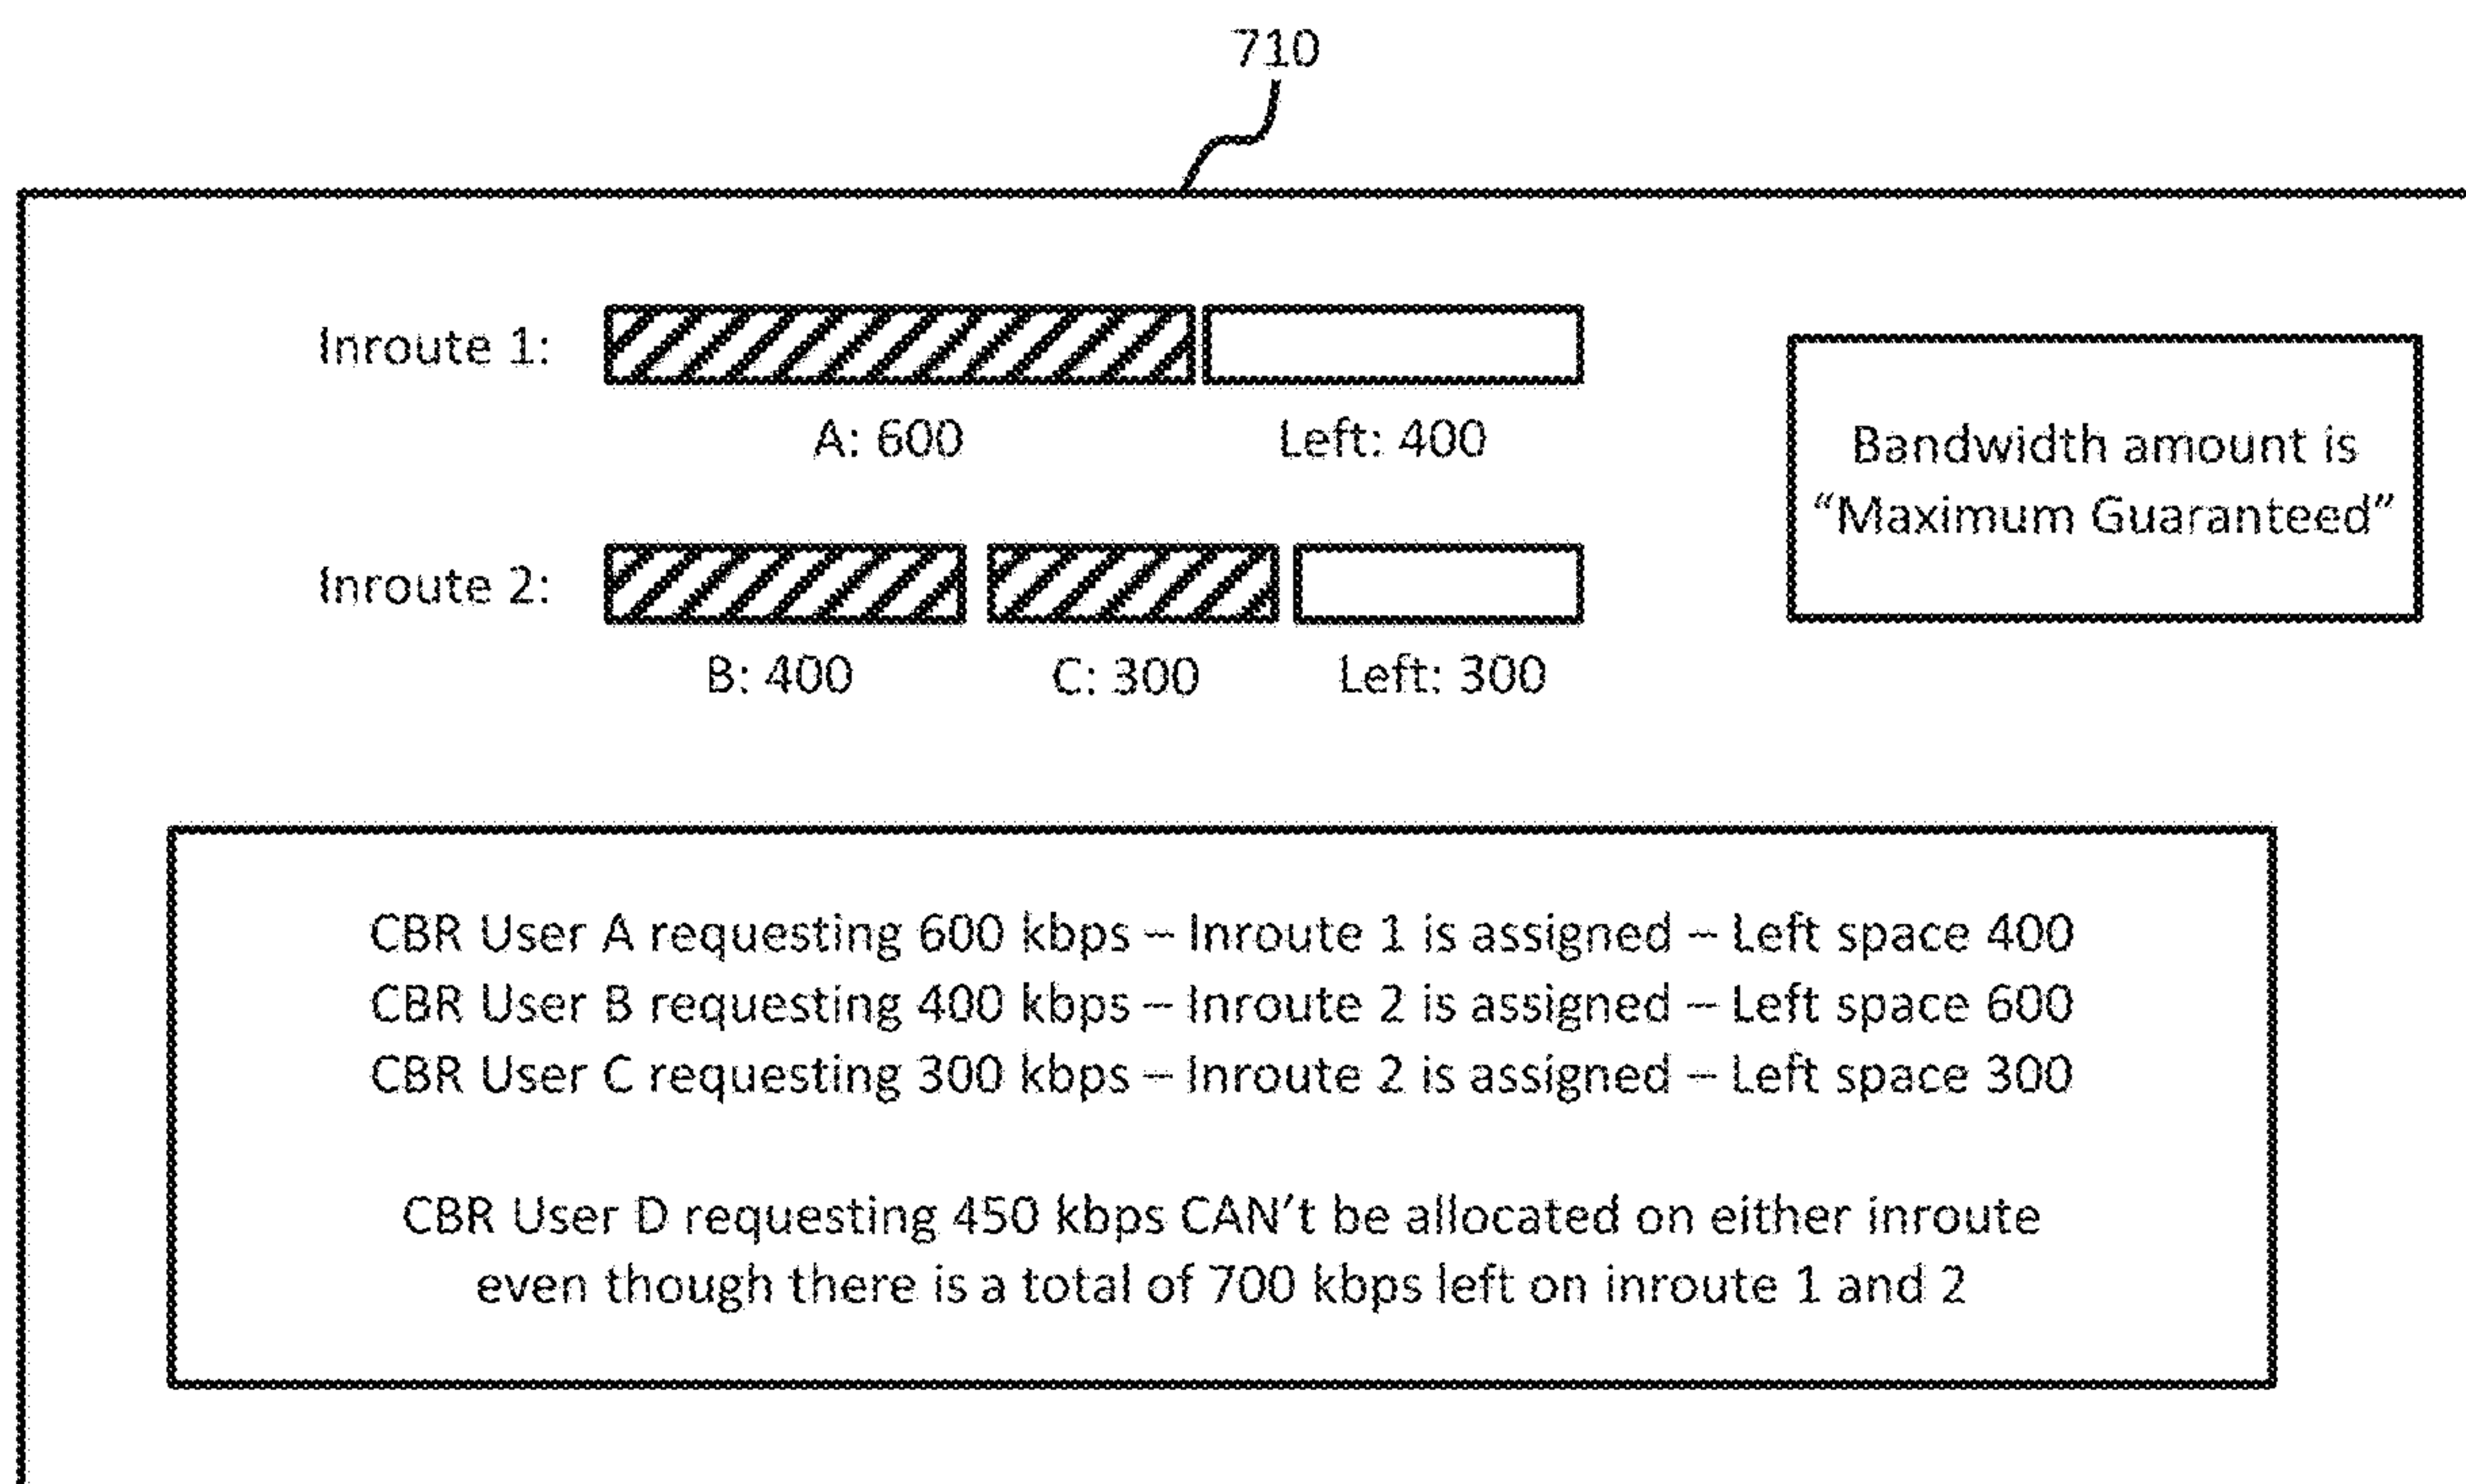 710
Inroute 1:
A: 600
Left: 400
Bandwidth amount is
“Maximum Guaranteed”
Inroute 2:
B: 400
C: 300
Left: 300
CBR User A requesting 600 kbps – Inroute 1 is assigned – Left space 400
CBR User B requesting 400 kbps – Inroute 2 is assigned – Left space 600
CBR User C requesting 300 kbps – Inroute 2 is assigned – Left space 300
CBR User D requesting 450 kbps CAN’t be allocated on either inroute
even though there is a total of 700 kbps left on inroute 1 and 2